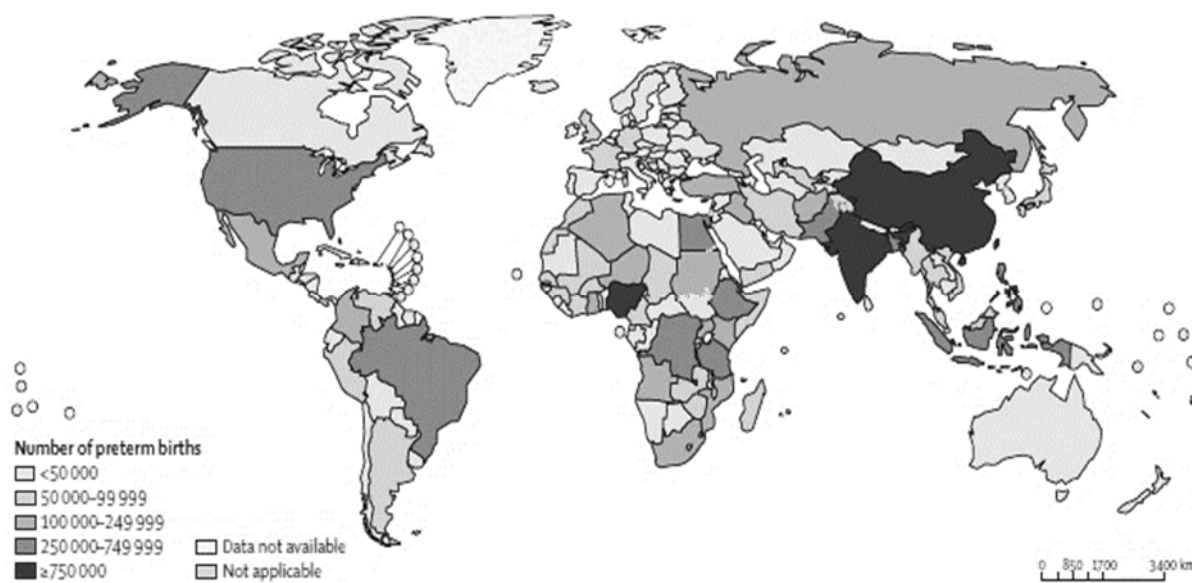 Number of preterm births
<50 000
50 000–99 999
100 000–249 999
250 000–749 999
≥750 000
Data not available
Not applicable
0 850 1700 3400 km